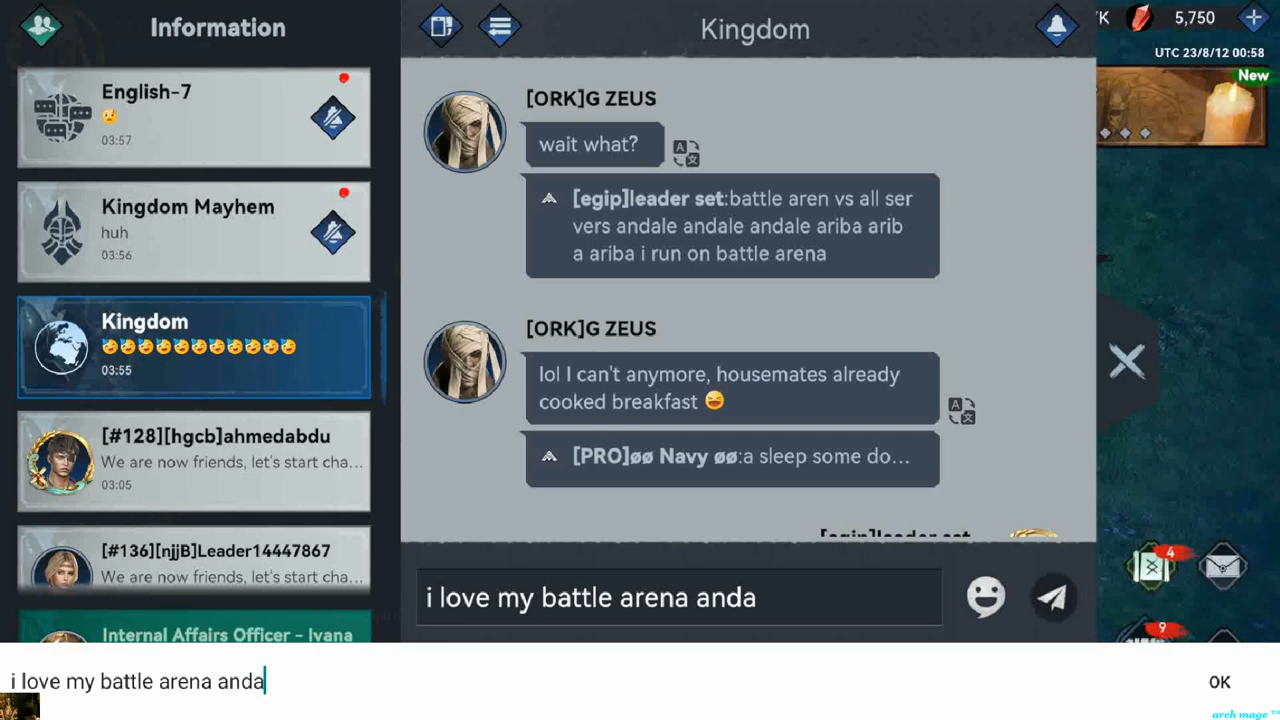 Information
English-7
03:57
Kingdom Mayhem
huh
03:56
Kingdom
03:55
[#128][hgcb]ahmedabdu
We are now friends, let's start cha...
03:05
[#136][njjB]Leader14447867
We are now friends, let's start cha...
Internal Affairs Officer - Ivana
Kingdom
[ORK]G ZEUS
wait what?
[egip]leader set:battle aren vs all ser
vers andale andale andale ariba arib
a ariba i run on battle arena
[ORK]G ZEUS
lol I can't anymore, housemates already
cooked breakfast
[PRO]øø Navy øø:a sleep some do...
[egip]leader set
i love my battle arena anda
5,750
UTC 23/8/12 00:58
New
4
9
i love my battle arena anda
OK
arch mage ™